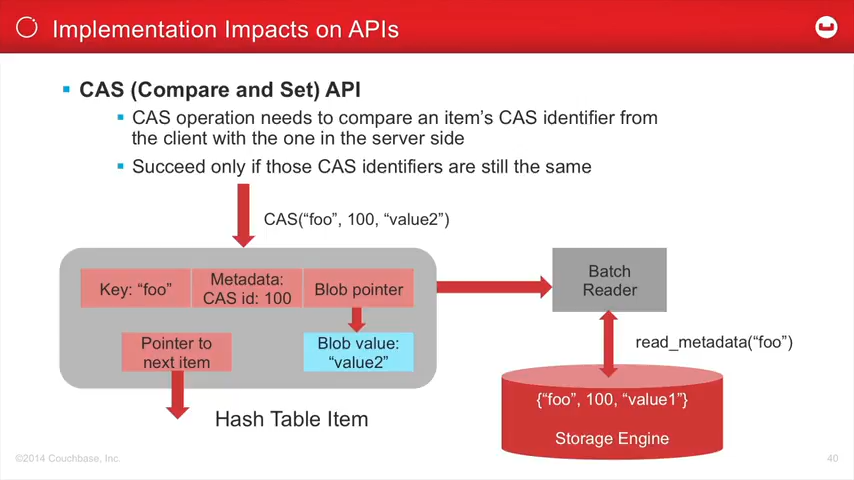 Implementation Impacts on APIs
CAS (Compare and Set) API
CAS operation needs to compare an item’s CAS identifier from
the client with the one in the server side
Succeed only if those CAS identifiers are still the same
CAS(“foo”, 100, “value2”)
Key: “foo”
Metadata:
CAS id: 100
Blob pointer
Batch
Reader
Pointer to
next item
Blob value:
“value2”
read_metadata(“foo”)
Hash Table Item
{“foo”, 100, “value1”}
Storage Engine
©2014 Couchbase, Inc.
40